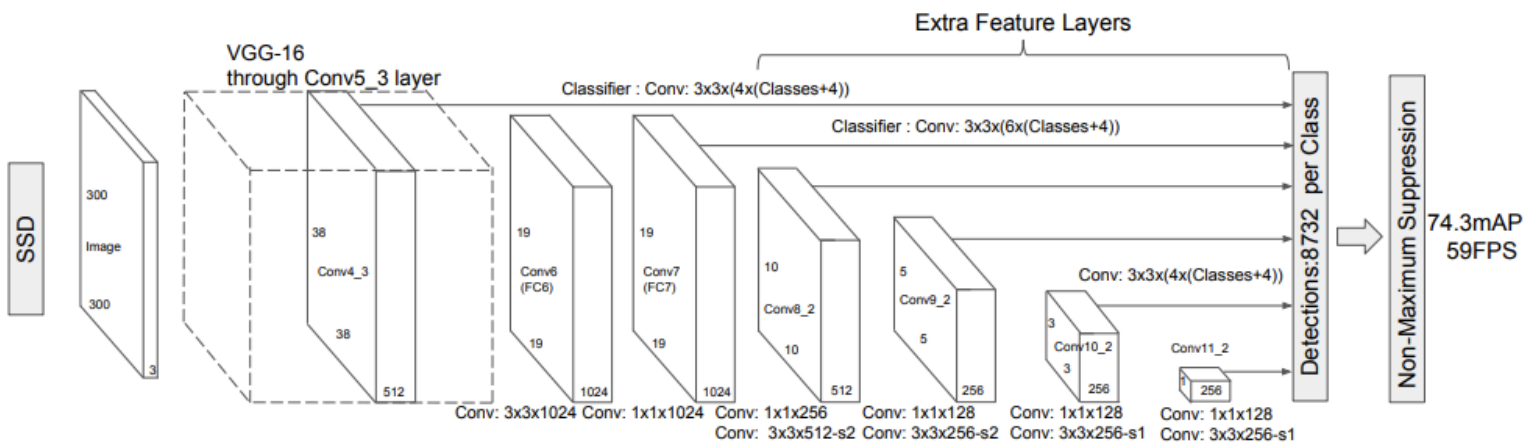 Extra Feature Layers
VGG-16
through Conv5_3 layer
Classifier : Conv: 3x3x(4x(Classes+4))
Classifier : Conv: 3x3x(6x(Classes+4))
SSD
300
Image
300
3
38
Conv4_3
38
512
19
Conv6
(FC6)
19
1024
19
Conv7
(FC7)
19
1024
10
Conv8_2
10
512
5
Conv9_2
5
256
Conv: 3x3x(4x(Classes+4))
3
Conv10_2
3
256
Conv11_2
1
256
Detections:8732 per Class
Non-Maximum Suppression
74.3mAP
59FPS
Conv: 3x3x1024
Conv: 1x1x1024
Conv: 1x1x256
Conv: 3x3x512-s2
Conv: 1x1x128
Conv: 3x3x256-s2
Conv: 1x1x128
Conv: 3x3x256-s1
Conv: 1x1x128
Conv: 3x3x256-s1